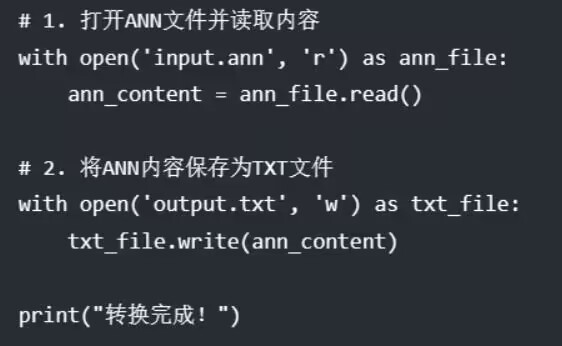 # 1. 打开ANN文件并读取内容
with open('input.ann', 'r') as ann_file:
    ann_content = ann_file.read()

# 2. 将ANN内容保存为TXT文件
with open('output.txt', 'w') as txt_file:
    txt_file.write(ann_content)

print("转换完成！")